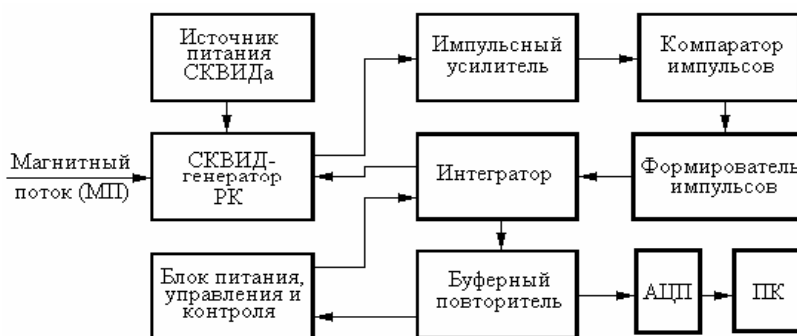 Источник
питания
СКВИДа
Импульсный
усилитель
Компаратор
импульсов
Магнитный
поток (МП)
СКВИД-
генератор
РК
Интегратор
Формирователь
импульсов
Блок питания,
управления и
контроля
Буферный
повторитель
АЦП
ПК